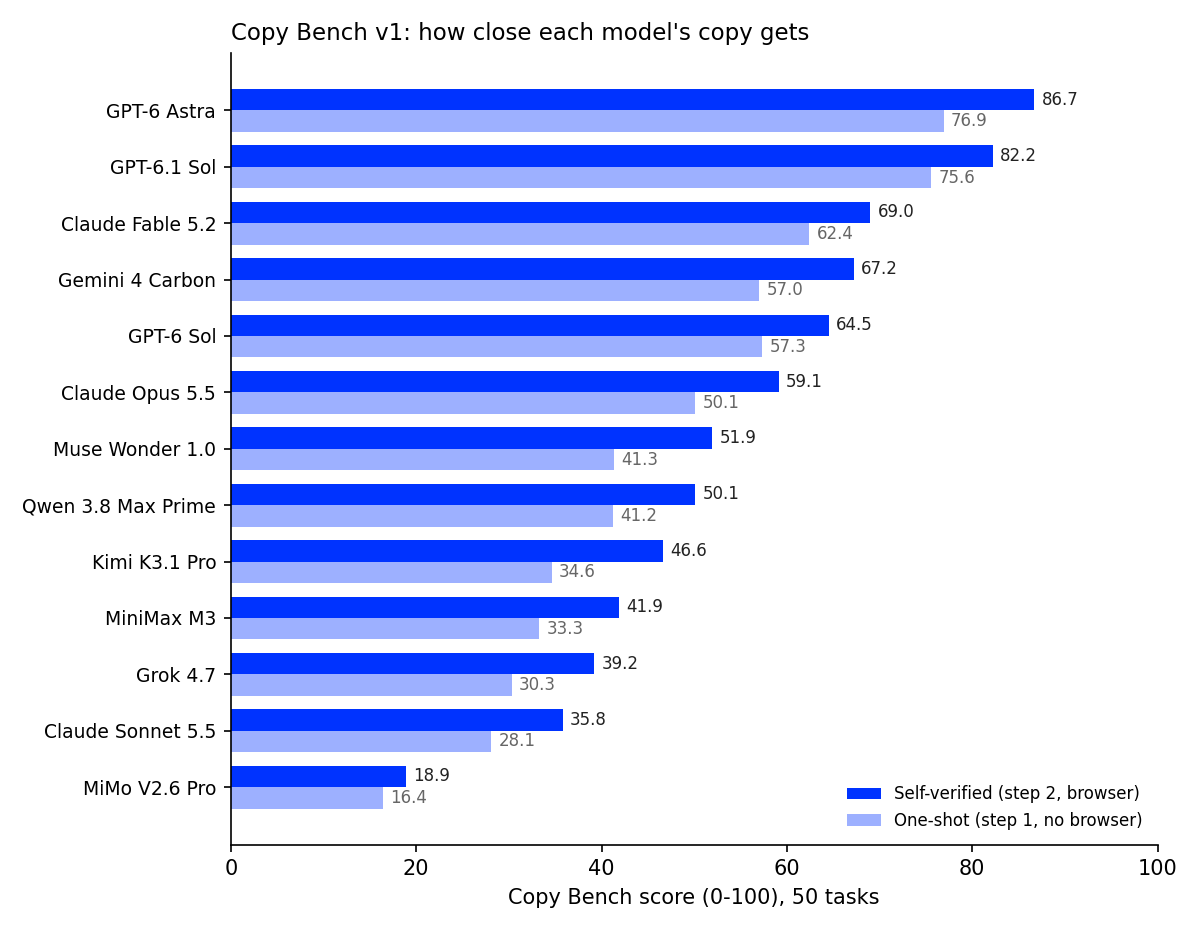 Copy Bench v1: how close each model's copy gets
GPT-6 Astra
86.7
76.9
GPT-6.1 Sol
82.2
75.6
Claude Fable 5.2
69.0
62.4
Gemini 4 Carbon
67.2
57.0
GPT-6 Sol
64.5
57.3
Claude Opus 5.5
59.1
50.1
Muse Wonder 1.0
51.9
41.3
Qwen 3.8 Max Prime
50.1
41.2
Kimi K3.1 Pro
46.6
34.6
MiniMax M3
41.9
33.3
Grok 4.7
39.2
30.3
Claude Sonnet 5.5
35.8
28.1
MiMo V2.6 Pro
18.9
16.4
Self-verified (step 2, browser)
One-shot (step 1, no browser)
0 20 40 60 80 100
Copy Bench score (0-100), 50 tasks